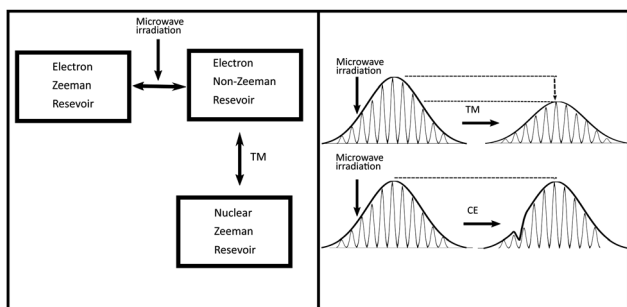 Microwave
irradiation
Electron
Zeeman
Resevoir
Electron
Non-Zeeman
Resevoir
TM
Nuclear
Zeeman
Resevoir
Microwave
irradiation
TM
Microwave
irradiation
CE